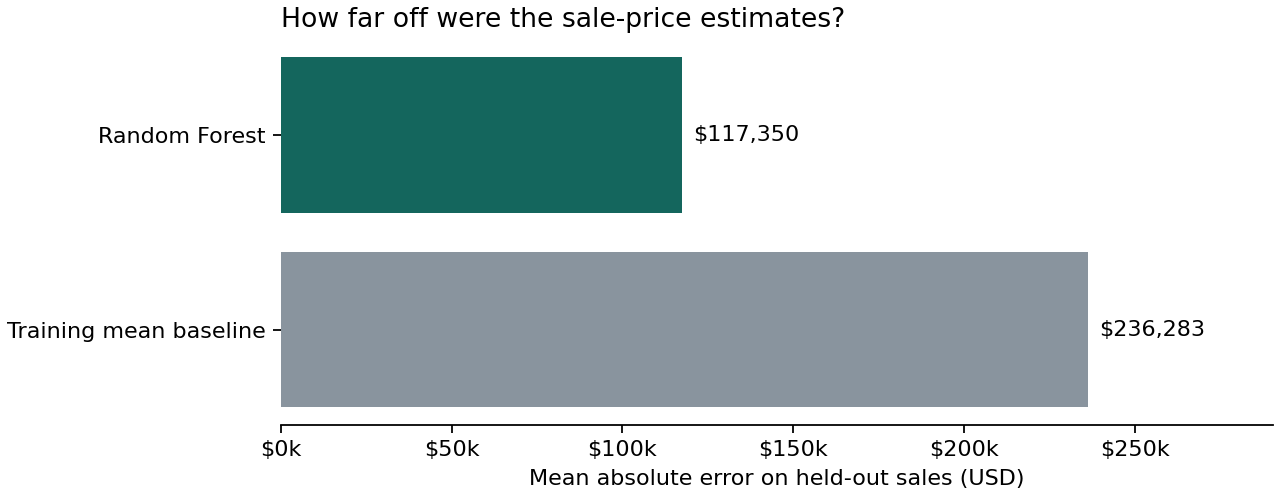 How far off were the sale-price estimates?
Random Forest
$117,350
Training mean baseline
$236,283
$0k $50k $100k $150k $200k $250k
Mean absolute error on held-out sales (USD)